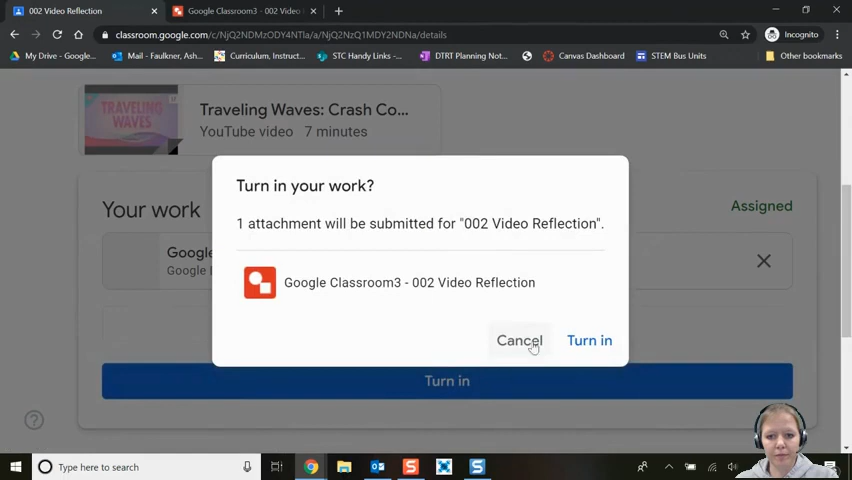 002 Video Reflection
Google Classroom3 - 002 Video
classroom.google.com/c/NjQ2NDMzODY4NTIa/a/NjQ2NzQ1MDY2NDNa/details
Incognito
My Drive - Google...
Mail - Faulkner, Ash...
Curriculum, Instruct...
STC Handy Links -...
DTRT Planning Not...
Canvas Dashboard
STEM Bus Units
Other bookmarks
TRAVELING
WAVES
Traveling Waves: Crash Co...
YouTube video 7 minutes
Your work
Assigned
Turn in your work?
1 attachment will be submitted for "002 Video Reflection".
Google
Google
Google Classroom3 - 002 Video Reflection
Cancel
Turn in
Turn in
Type here to search